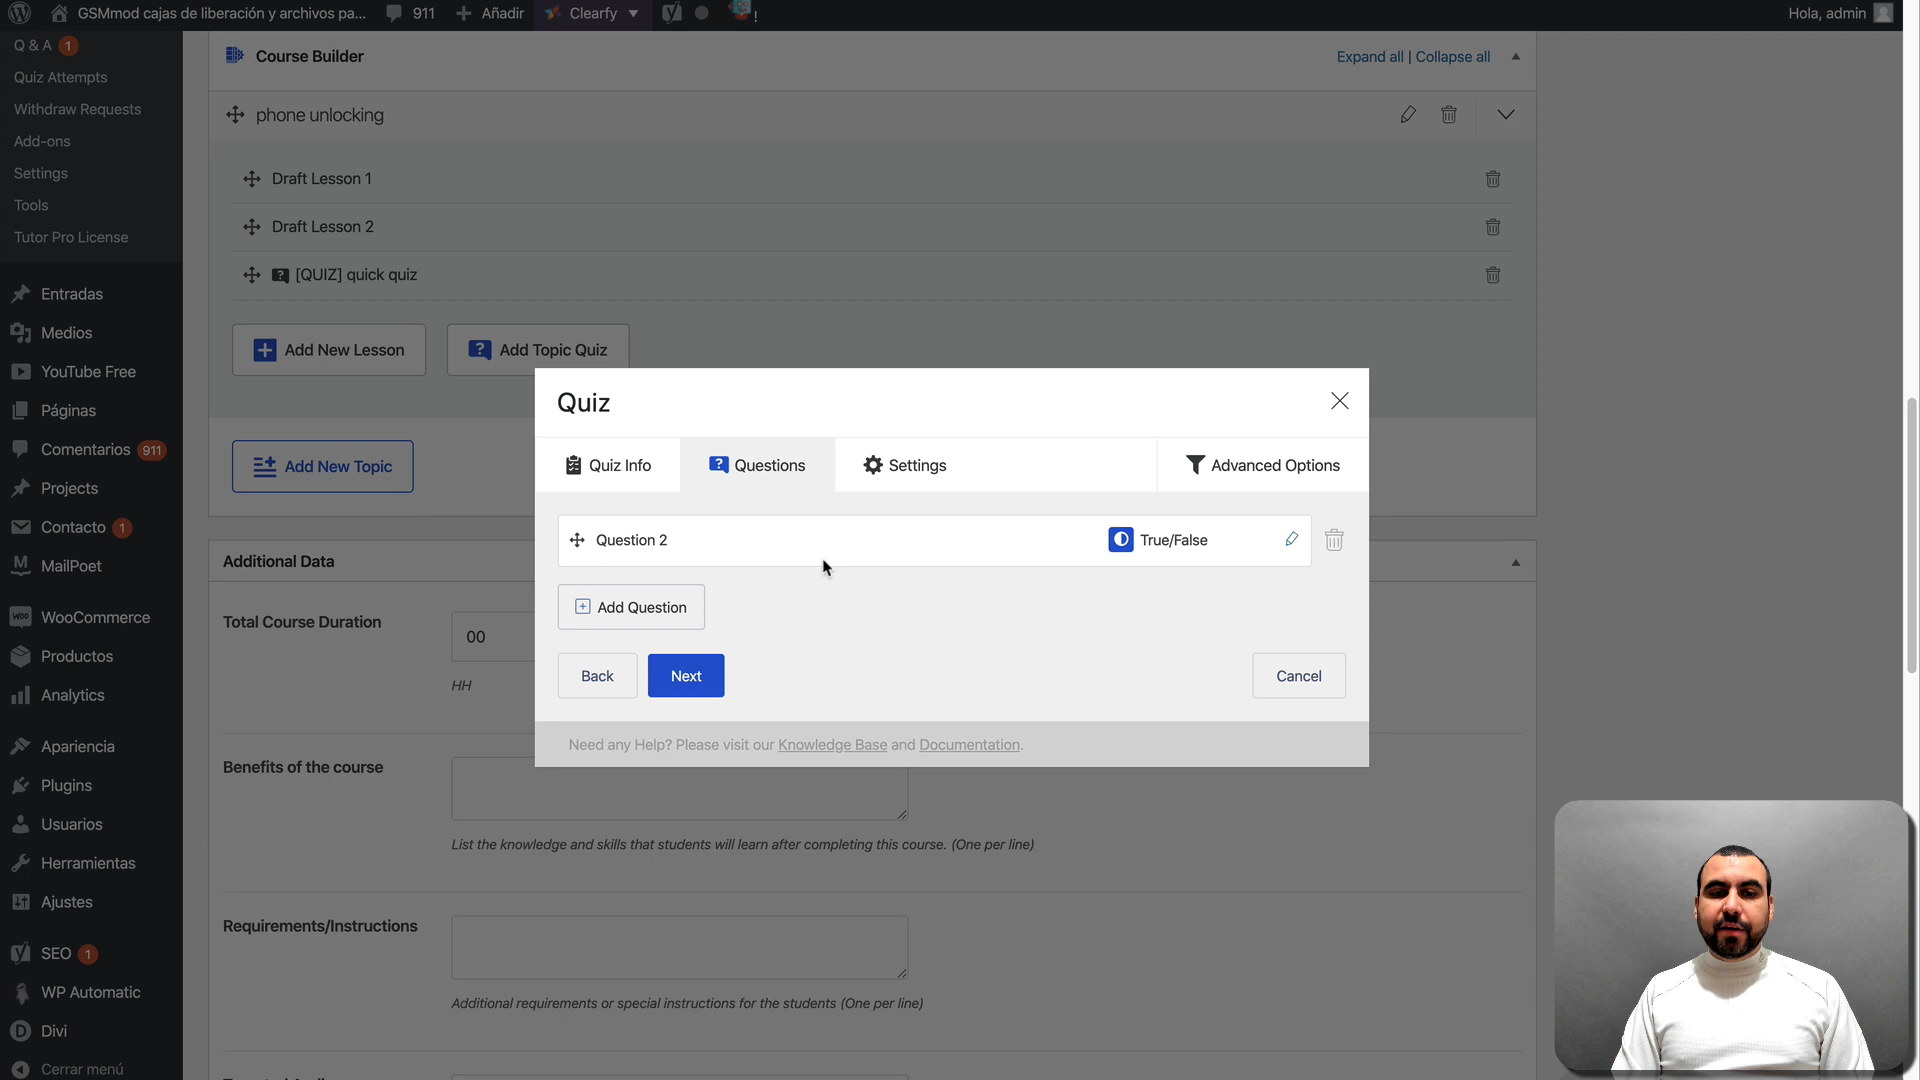 GSMmod cajas de liberación y archivos pa... 911 Añadir Clearfy ! Hola, admin
Q & A 1
Quiz Attempts
Withdraw Requests
Add-ons
Settings
Tools
Tutor Pro License
Entradas
Medios
YouTube Free
Páginas
Comentarios 911
Projects
Contacto 1
MailPoet
WooCommerce
Productos
Analytics
Apariencia
Plugins
Usuarios
Herramientas
Ajustes
SEO 1
WP Automatic
Divi
Cerrar menú
Course Builder
Expand all | Collapse all
phone unlocking
Draft Lesson 1
Draft Lesson 2
[QUIZ] quick quiz
Add New Lesson
Add Topic Quiz
Add New Topic
Quiz
Quiz Info
Questions
Settings
Advanced Options
Question 2
True/False
Add Question
Back
Next
Cancel
Need any Help? Please visit our Knowledge Base and Documentation.
Additional Data
Total Course Duration
00
HH
Benefits of the course
List the knowledge and skills that students will learn after completing this course. (One per line)
Requirements/Instructions
Additional requirements or special instructions for the students (One per line)